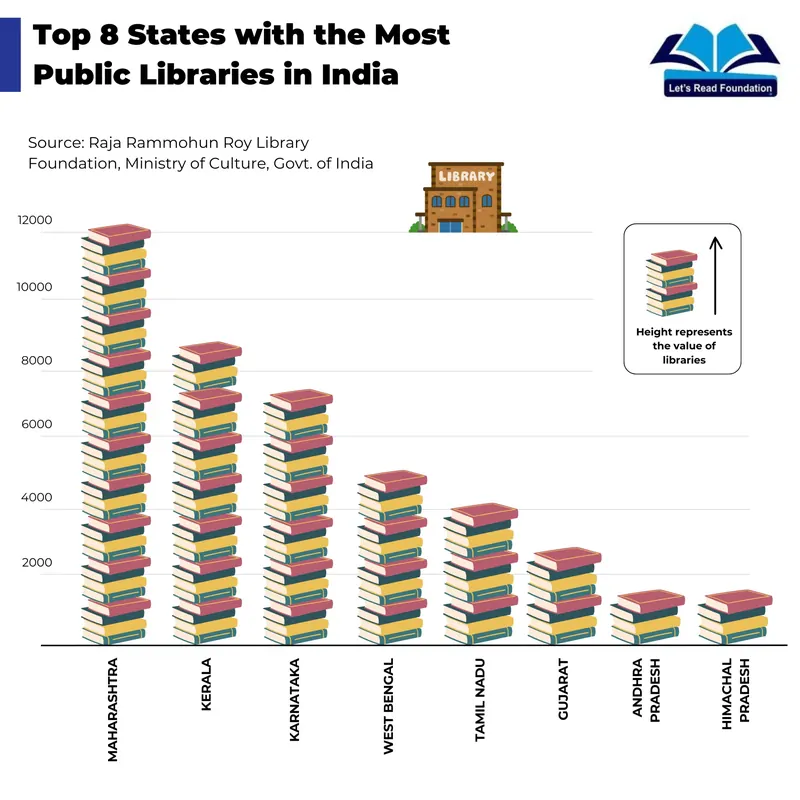 Top 8 States with the Most
Public Libraries in India
Let's Read Foundation
Source: Raja Rammohun Roy Library
Foundation, Ministry of Culture, Govt. of India
LIBRARY
12000
10000
8000
6000
4000
2000
Height represents
the value of
libraries
MAHARASHTRA
KERALA
KARNATAKA
WEST BENGAL
TAMIL NADU
GUJARAT
ANDHRA
PRADESH
HIMACHAL
PRADESH